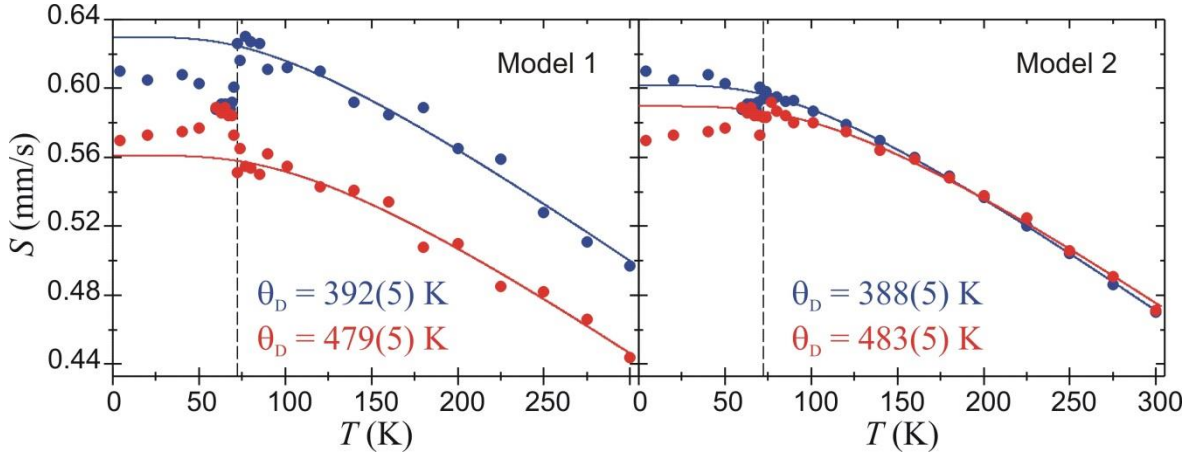 0.64
0.60
0.56
0.52
0.48
0.44
S (mm/s)
Model 1
θD = 392(5) K
θD = 479(5) K
0 50 100 150 200 250
T (K)
Model 2
θD = 388(5) K
θD = 483(5) K
0 50 100 150 200 250 300
T (K)